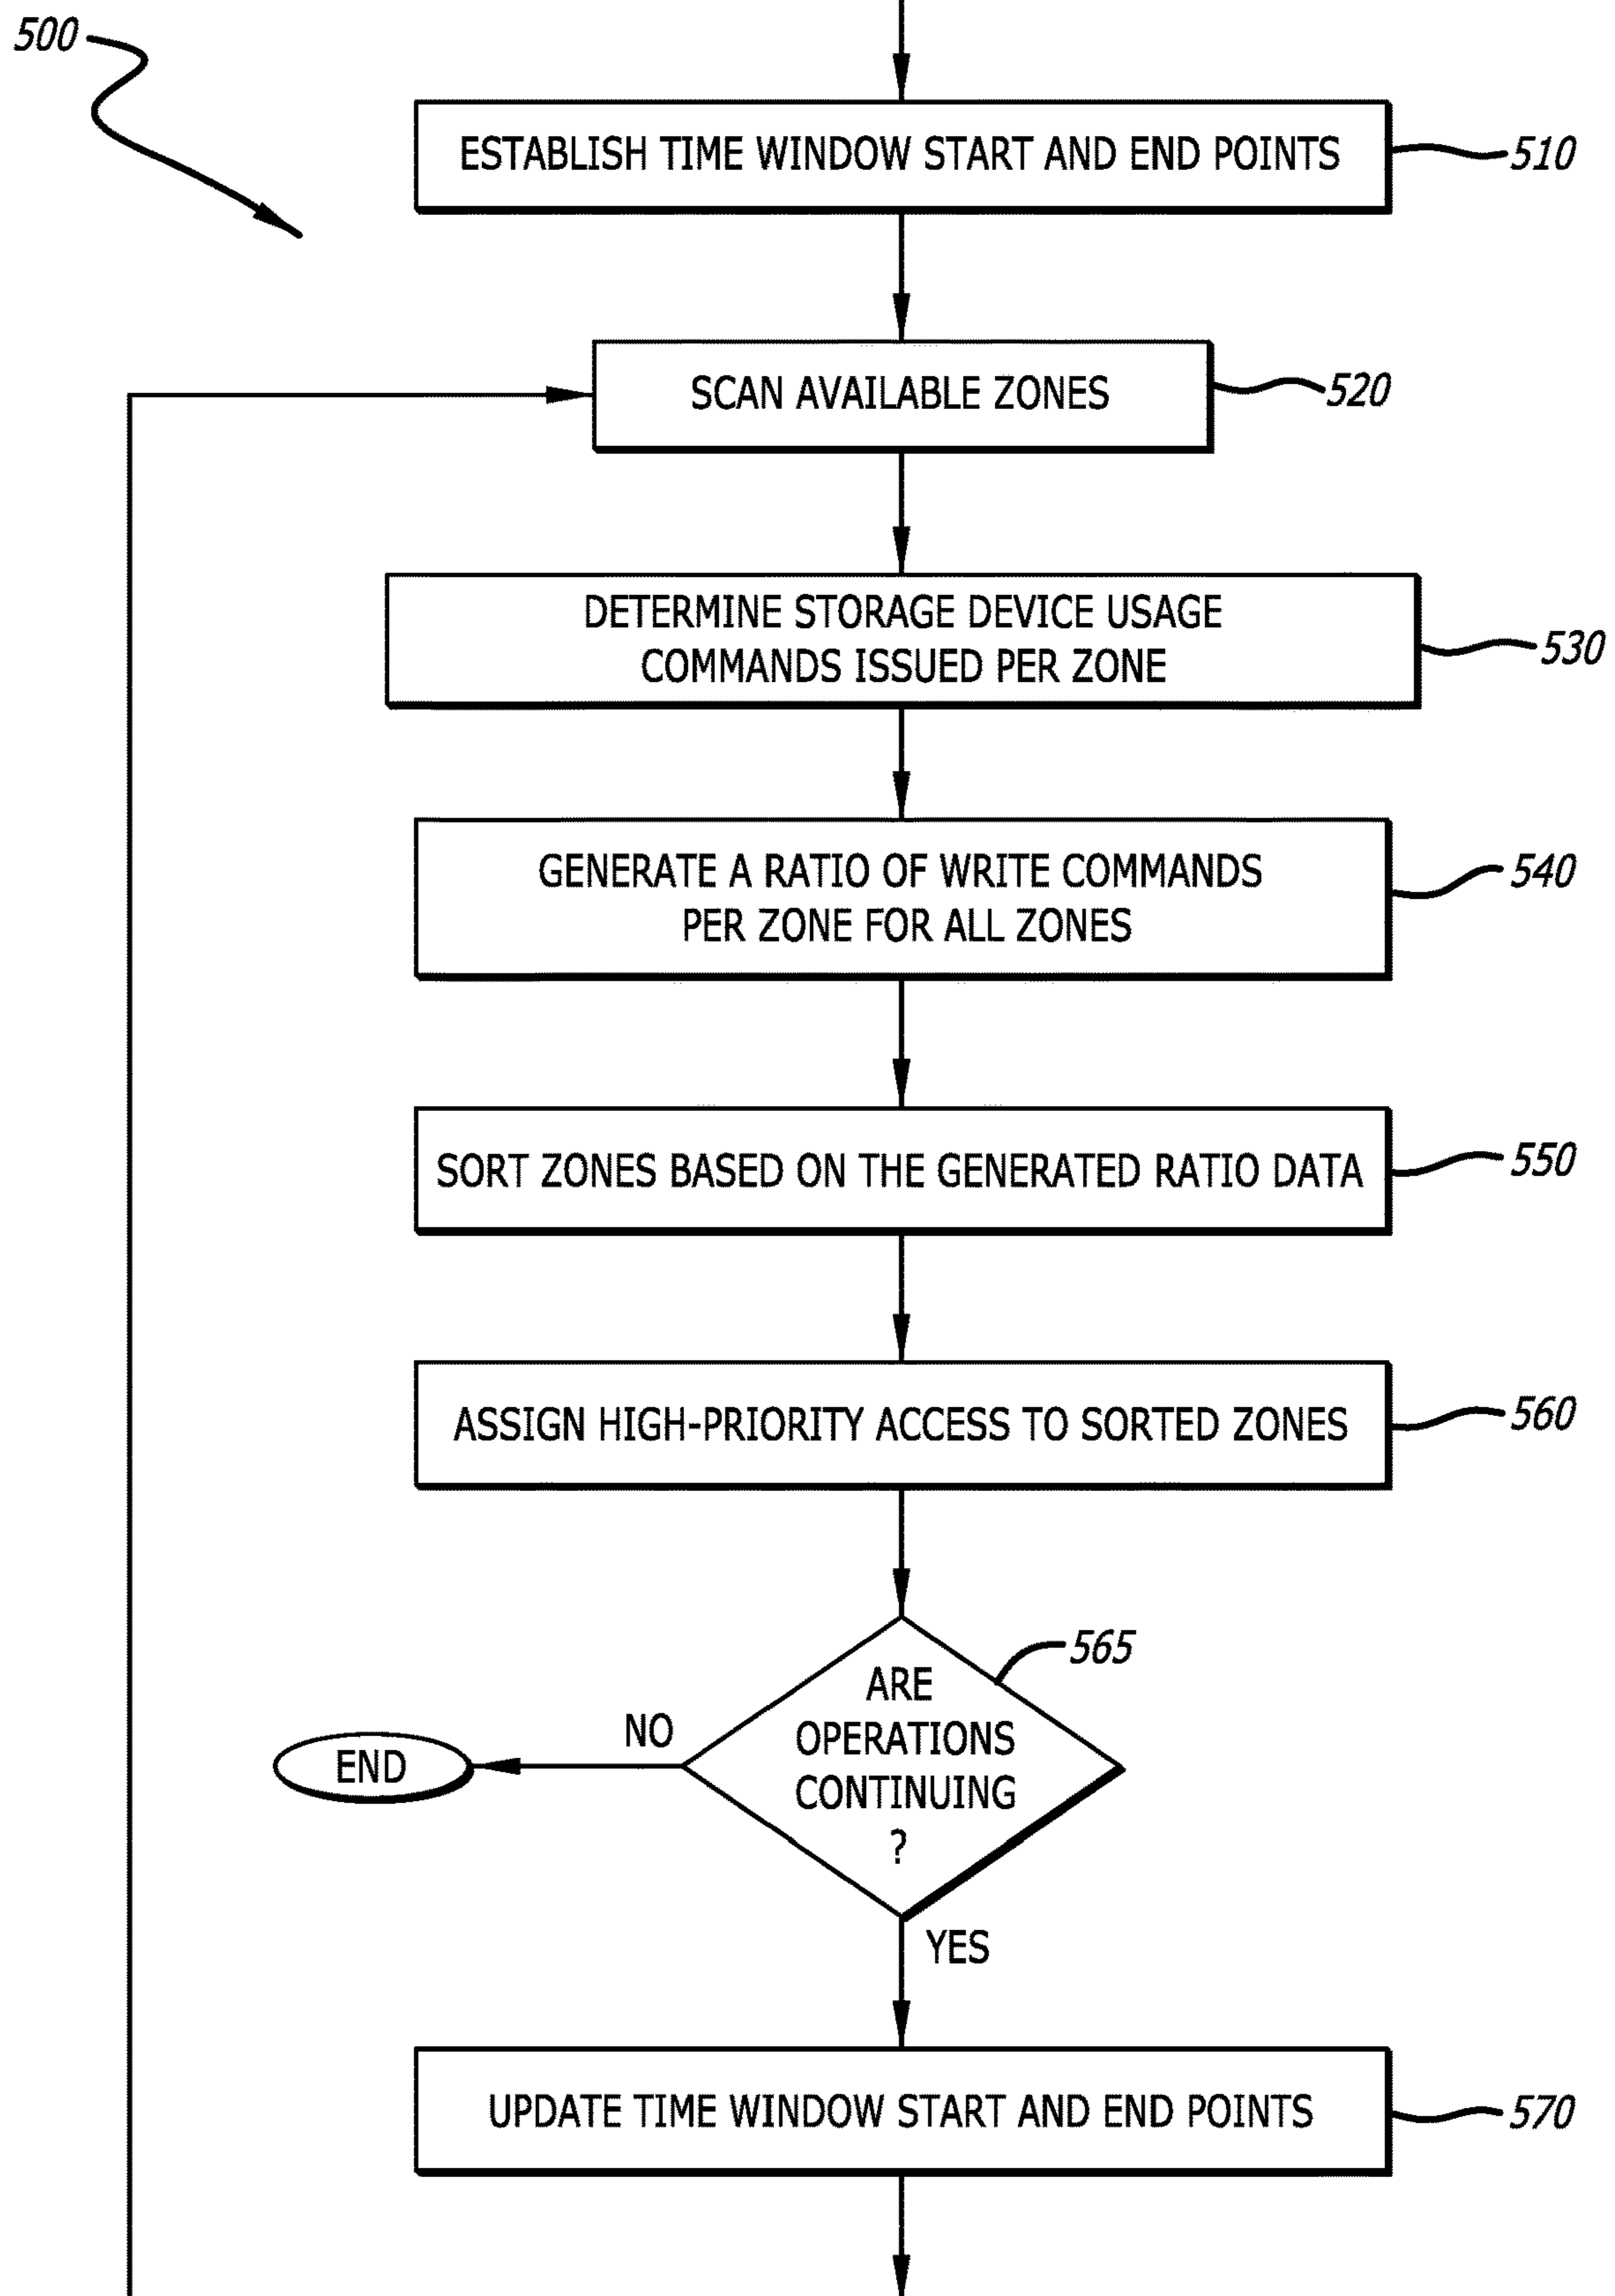 500
ESTABLISH TIME WINDOW START AND END POINTS
510
SCAN AVAILABLE ZONES
520
DETERMINE STORAGE DEVICE USAGE
COMMANDS ISSUED PER ZONE
530
GENERATE A RATIO OF WRITE COMMANDS
PER ZONE FOR ALL ZONES
540
SORT ZONES BASED ON THE GENERATED RATIO DATA
550
ASSIGN HIGH-PRIORITY ACCESS TO SORTED ZONES
560
ARE
OPERATIONS
CONTINUING
?
565
NO
END
YES
UPDATE TIME WINDOW START AND END POINTS
570